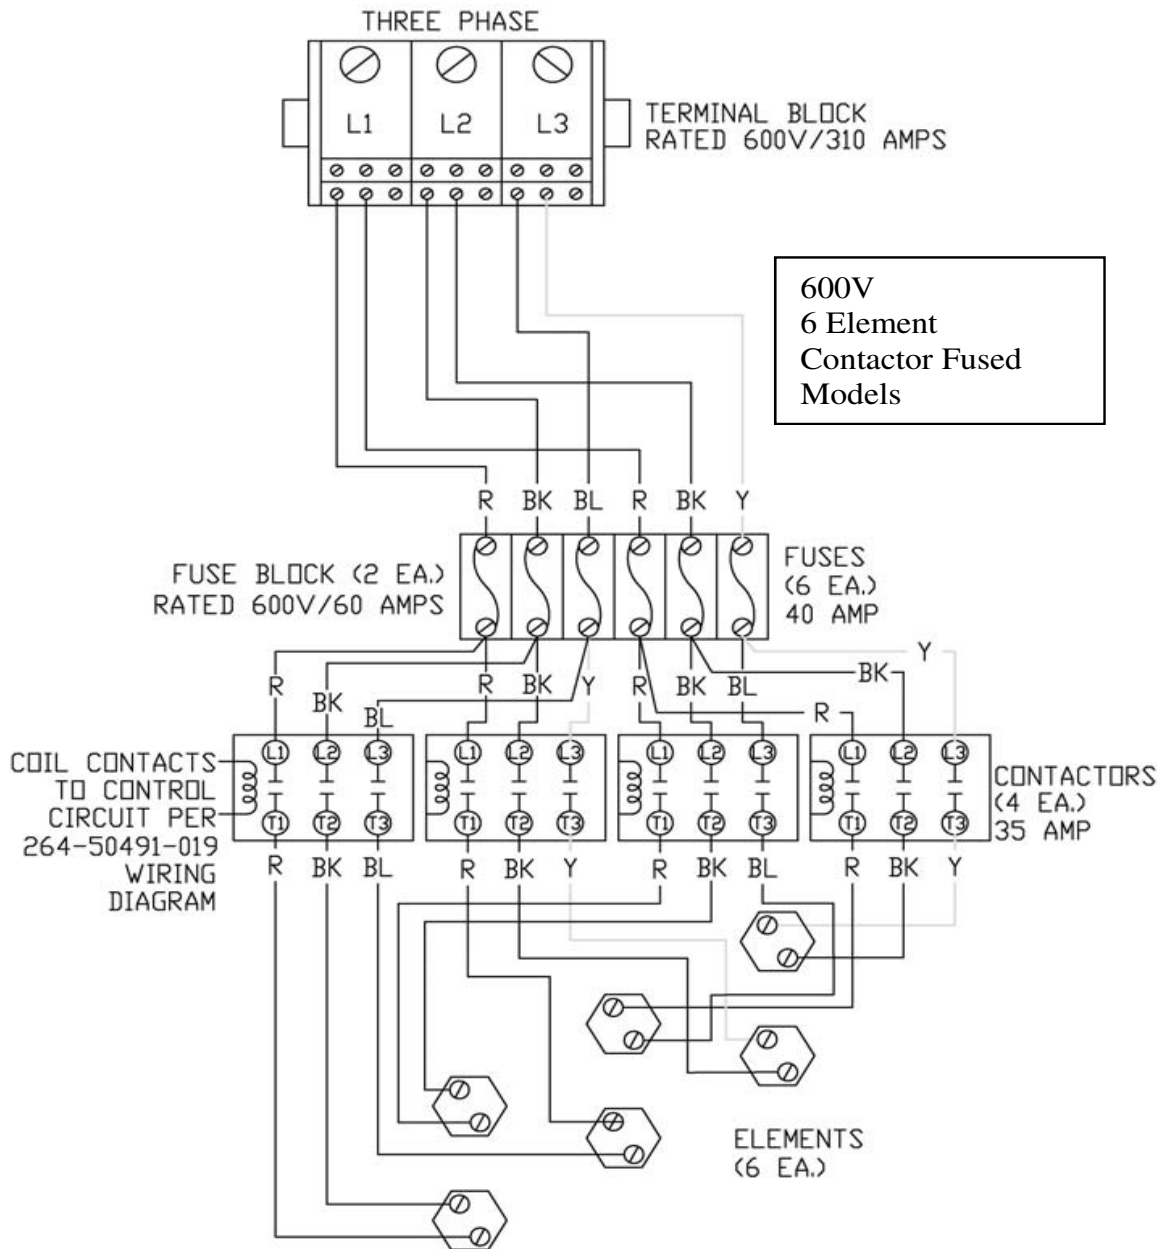 THREE PHASE
L1 L2 L3
TERMINAL BLOCK
RATED 600V/310 AMPS
600V
6 Element
Contactor Fused
Models
R BK BL R BK Y
FUSE BLOCK (2 EA.)
RATED 600V/60 AMPS
FUSES
(6 EA.)
40 AMP
R BK BL R BK Y R BK BL R BK Y
L1 L2 L3 L1 L2 L3 L1 L2 L3 L1 L2 L3
T1 T2 T3 T1 T2 T3 T1 T2 T3 T1 T2 T3
COIL CONTACTS
TO CONTROL
CIRCUIT PER
264-50491-019
WIRING
DIAGRAM
CONTACTORS
(4 EA.)
35 AMP
R BK BL R BK Y R BK BL R BK Y
ELEMENTS
(6 EA.)